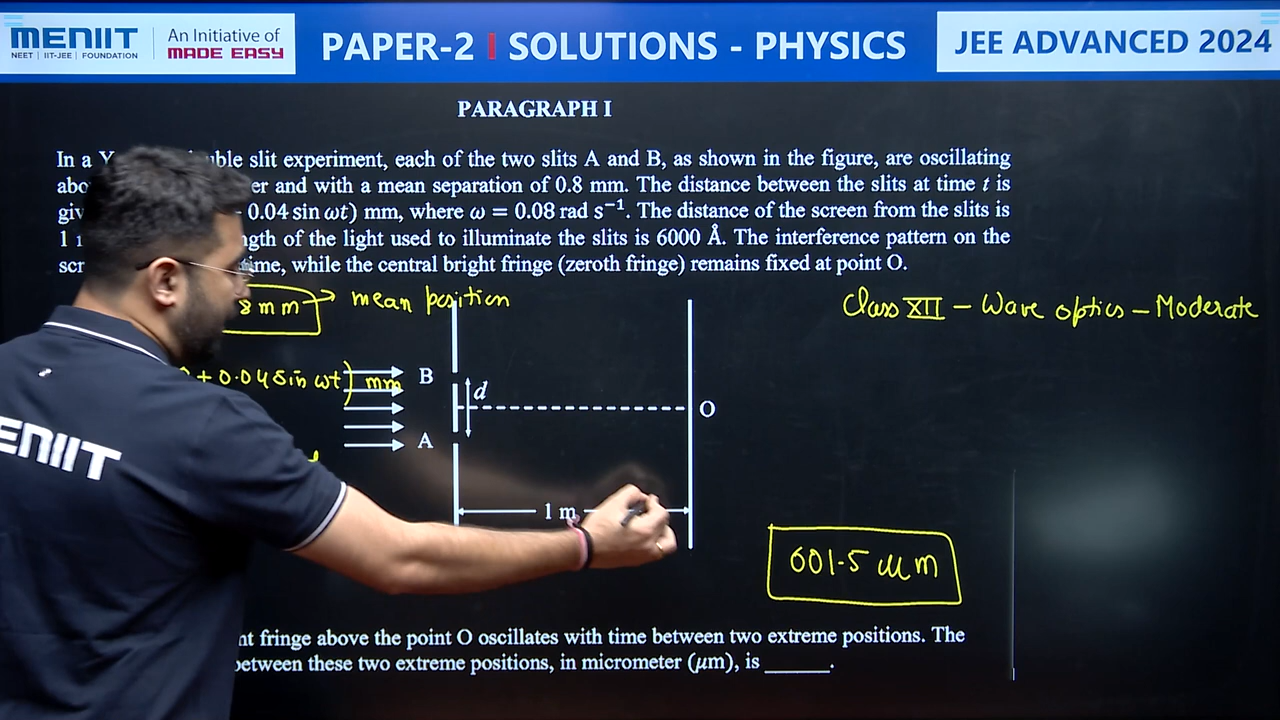 MENIIT
NEET | IIT-JEE | FOUNDATION
An Initiative of
MADE EASY
PAPER-2 | SOLUTIONS - PHYSICS
JEE ADVANCED 2024
PARAGRAPH I
In a Y ble slit experiment, each of the two slits A and B, as shown in the figure, are oscillating
abo er and with a mean separation of 0.8 mm. The distance between the slits at time t is
giv 0.04 sin ωt) mm, where ω = 0.08 rad s⁻¹. The distance of the screen from the slits is
1 gth of the light used to illuminate the slits is 6000 Å. The interference pattern on the
scr time, while the central bright fringe (zeroth fringe) remains fixed at point O.
8 mm → mean position
Class XII - Wave optics - Moderate
+ 0.04 Sin ωt) mm
B
d
O
A
1 m
601.5 μm
ENIIT
nt fringe above the point O oscillates with time between two extreme positions. The
between these two extreme positions, in micrometer (μm), is ______.